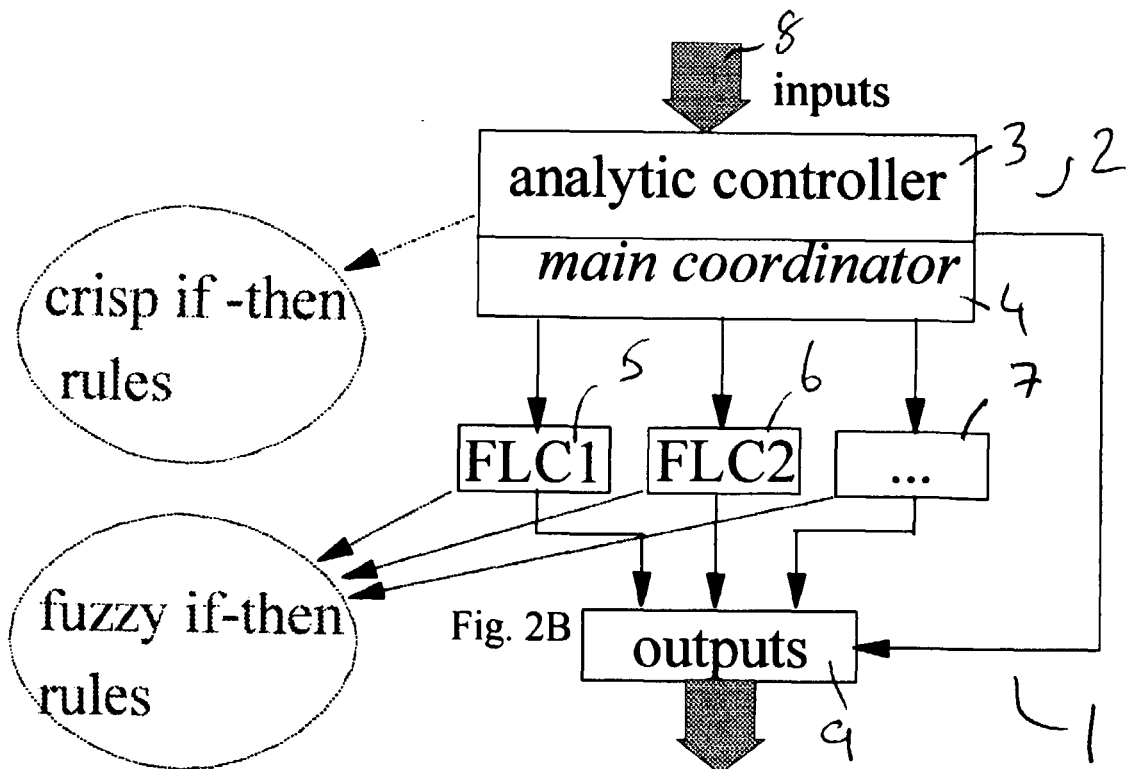 8
inputs
analytic controller
3
2
main coordinator
4
crisp if -then
rules
5
6
7
FLC1
FLC2
...
fuzzy if-then
rules
Fig. 2B
outputs
9
1